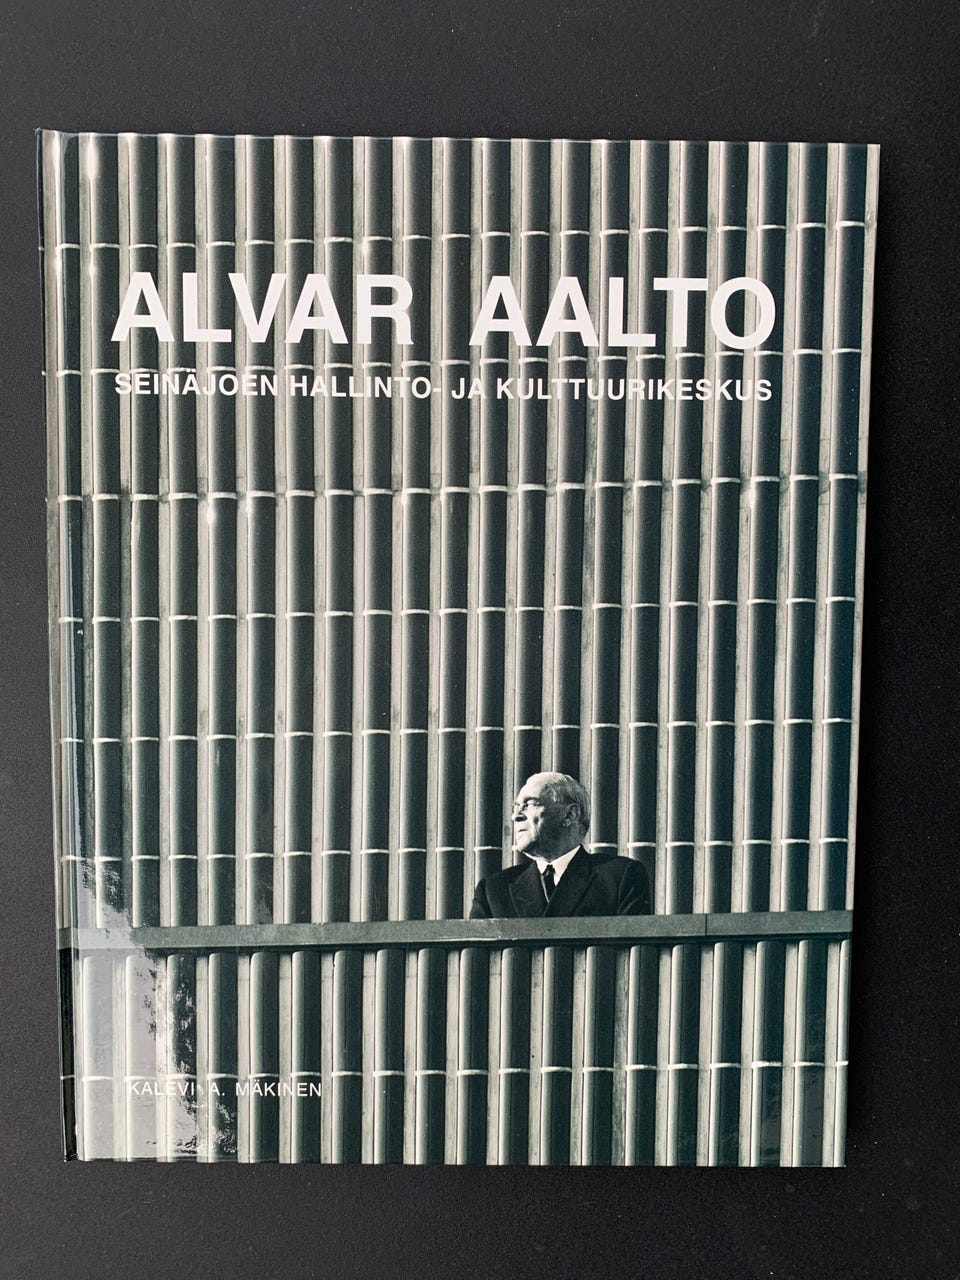 ALVAR AALTO
SEINÄJOEN HALLINTO- JA KULTTUURIKESKUS
KALEVI A. MÄKINEN